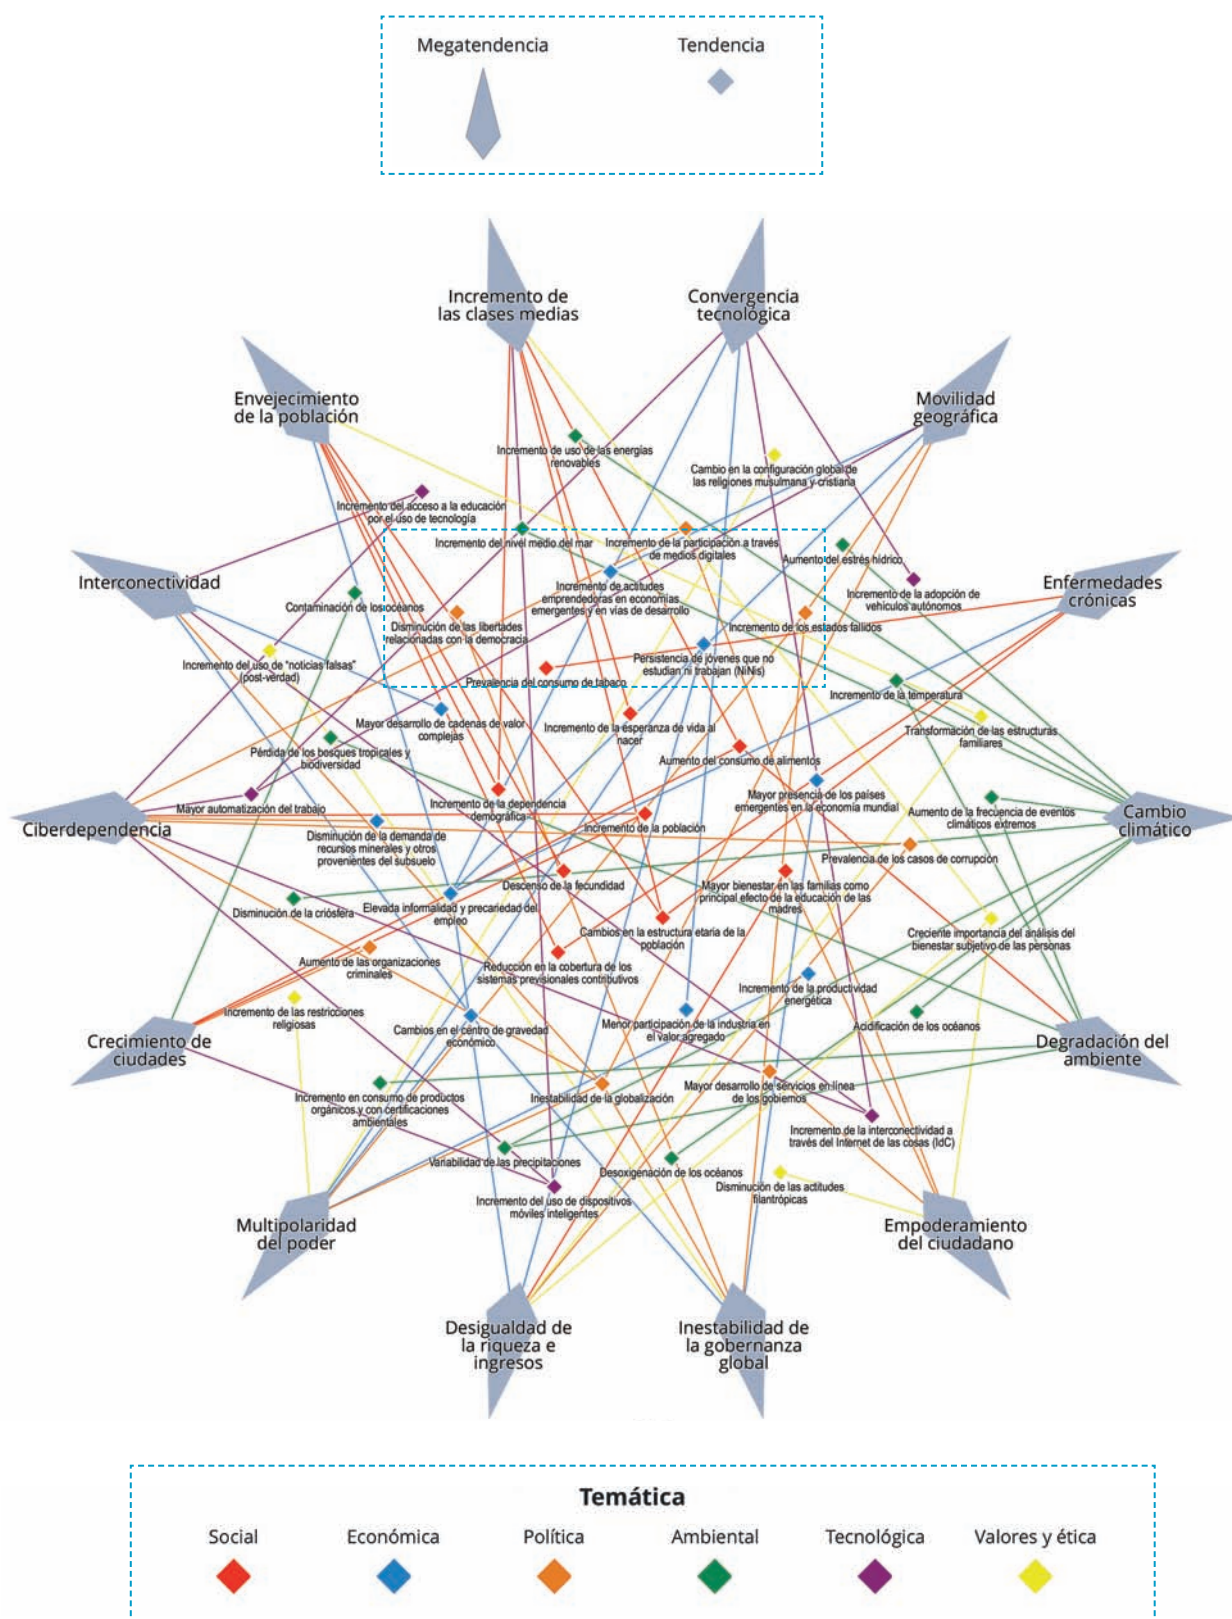 Megatendencia
Tendencia
Incremento de
las clases medias
Convergencia
tecnológica
Envejecimiento
de la población
Movilidad
geográfica
Incremento de uso de las energías
renovables
Cambio en la configuración global de
las religiones musulmana y cristiana
Incremento del acceso a la educación
por el uso de tecnología
Incremento del nivel medio del mar
Incremento de la participación a través
de medios digitales
Aumento del estrés hídrico
Interconectividad
Enfermedades
crónicas
Incremento de actitudes
emprendedoras en economías
emergentes y en vías de desarrollo
Incremento de la adopción de
vehículos autónomos
Contaminación de los océanos
Disminución de las libertades
relacionadas con la democracia
Incremento de los estados fallidos
Incremento del uso de "noticias falsas"
(post-verdad)
Persistencia de jóvenes que no
estudian ni trabajan (NiNis)
Prevalencia del consumo de tabaco
Incremento de la temperatura
Mayor desarrollo de cadenas de valor
complejas
Incremento de la esperanza de vida al
nacer
Transformación de las estructuras
familiares
Pérdida de los bosques tropicales y
biodiversidad
Aumento del consumo de alimentos
Mayor automatización del trabajo
Incremento de la dependencia
demográfica
Mayor presencia de los países
emergentes en la economía mundial
Aumento de la frecuencia de eventos
climáticos extremos
Ciberdependencia
Cambio
climático
Disminución de la demanda de
recursos minerales y otros
provenientes del subsuelo
Incremento de la población
Prevalencia de los casos de corrupción
Descenso de la fecundidad
Mayor bienestar en las familias como
principal efecto de la educación de las
madres
Disminución de la criósfera
Elevada informalidad y precariedad del
empleo
Cambios en la estructura etaria de la
población
Creciente importancia del análisis del
bienestar subjetivo de las personas
Aumento de las organizaciones
criminales
Reducción en la cobertura de los
sistemas previsionales contributivos
Incremento de la productividad
energética
Incremento de las restricciones
religiosas
Cambios en el centro de gravedad
económico
Menor participación de la industria en
el valor agregado
Acidificación de los océanos
Crecimiento de
ciudades
Degradación del
ambiente
Incremento en consumo de productos
orgánicos y con certificaciones
ambientales
Inestabilidad de la globalización
Mayor desarrollo de servicios en línea
de los gobiernos
Incremento de la interconectividad a
través del Internet de las cosas (IdC)
Variabilidad de las precipitaciones
Desoxigenación de los océanos
Incremento del uso de dispositivos
móviles inteligentes
Disminución de las actitudes
filantrópicas
Multipolaridad
del poder
Empoderamiento
del ciudadano
Desigualdad de
la riqueza e
ingresos
Inestabilidad de
la gobernanza
global
Temática
Social
Económica
Política
Ambiental
Tecnológica
Valores y ética